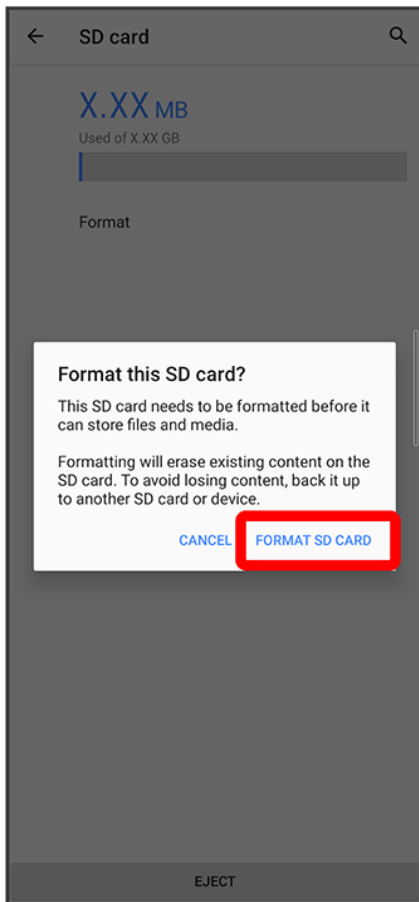 SD card
X.XX MB
Used of X.XX GB
Format
Format this SD card?
This SD card needs to be formatted before it
can store files and media.
Formatting will erase existing content on the
SD card. To avoid losing content, back it up
to another SD card or device.
CANCEL FORMAT SD CARD
EJECT